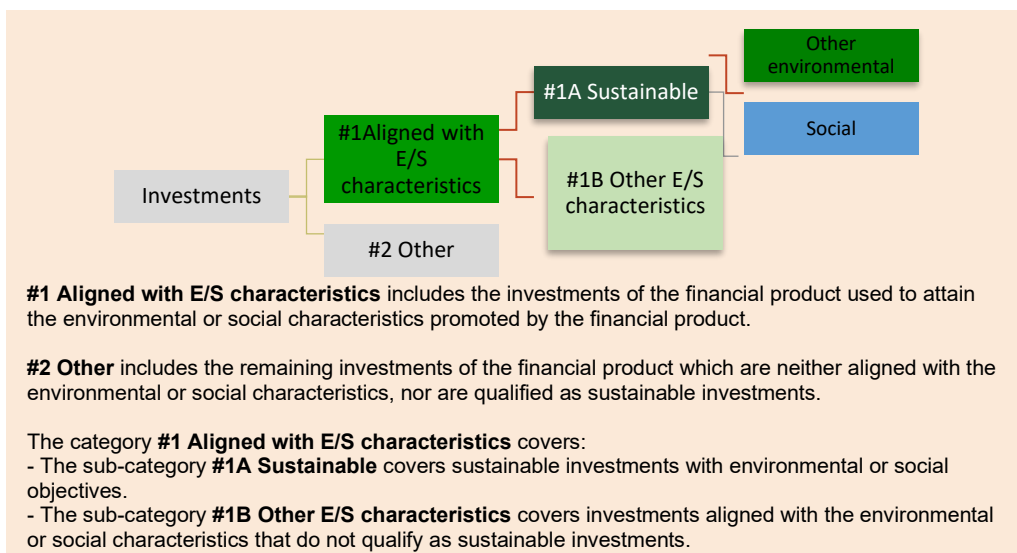 Other
environmental
#1A Sustainable
Social
#1Aligned with
E/S
characteristics
#1B Other E/S
characteristics
Investments
#2 Other
#1 Aligned with E/S characteristics includes the investments of the financial product used to attain
the environmental or social characteristics promoted by the financial product.
#2 Other includes the remaining investments of the financial product which are neither aligned with the
environmental or social characteristics, nor are qualified as sustainable investments.
The category #1 Aligned with E/S characteristics covers:
- The sub-category #1A Sustainable covers sustainable investments with environmental or social
objectives.
- The sub-category #1B Other E/S characteristics covers investments aligned with the environmental
or social characteristics that do not qualify as sustainable investments.